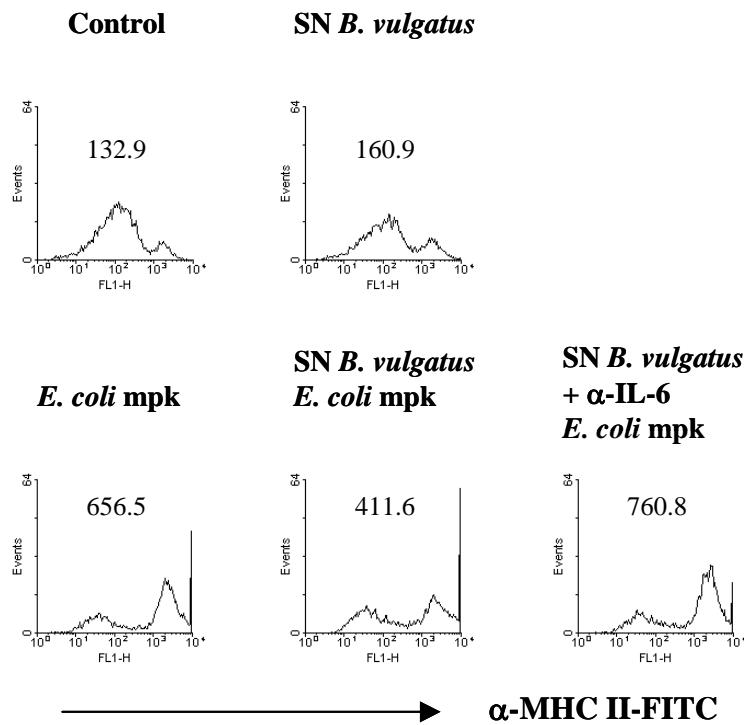 Control
SN B. vulgatus
64
Events
0
132.9
10⁰ 10¹ 10² 10³ 10⁴
FL1-H
64
Events
0
160.9
10⁰ 10¹ 10² 10³ 10⁴
FL1-H
E. coli mpk
SN B. vulgatus
E. coli mpk
SN B. vulgatus
+ α-IL-6
E. coli mpk
64
Events
0
656.5
10⁰ 10¹ 10² 10³ 10⁴
FL1-H
64
Events
0
411.6
10⁰ 10¹ 10² 10³ 10⁴
FL1-H
64
Events
0
760.8
10⁰ 10¹ 10² 10³ 10⁴
FL1-H
α-MHC II-FITC